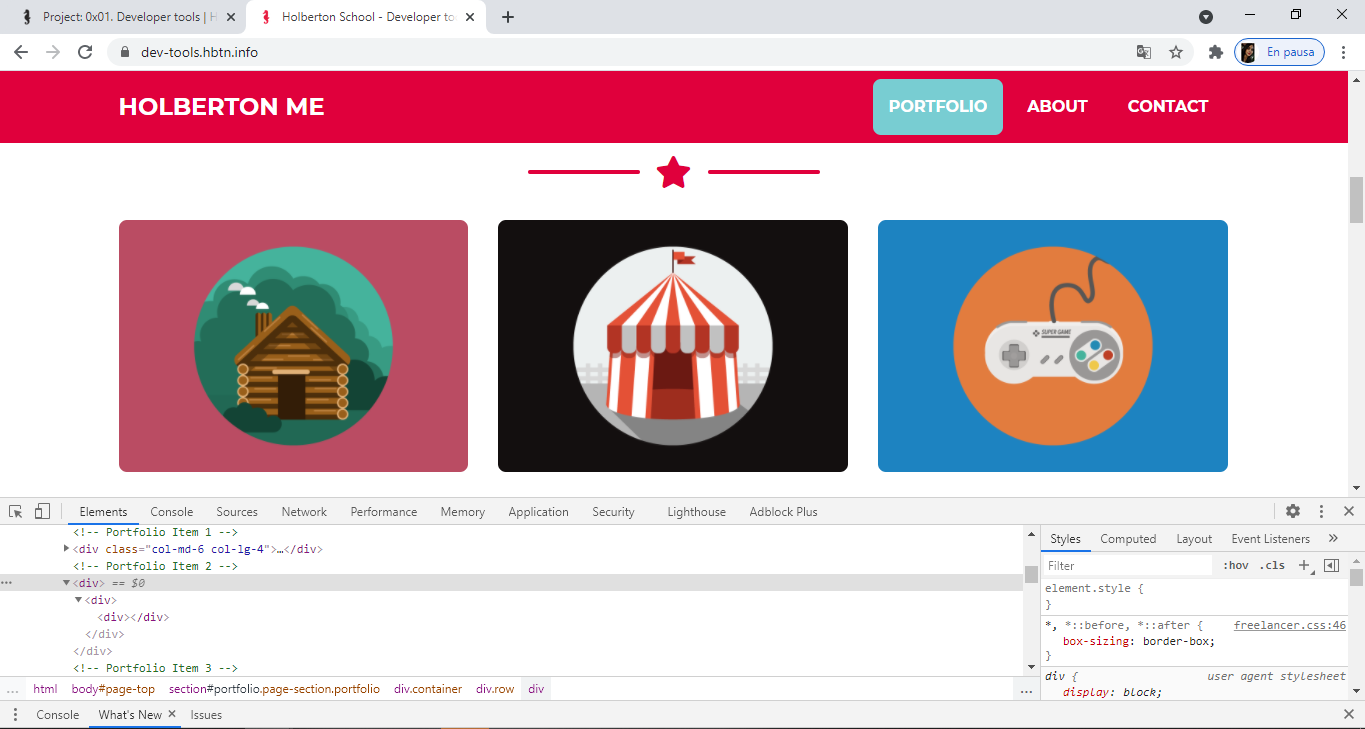 Project: 0x01. Developer tools | H
Holberton School - Developer to
dev-tools.hbtn.info
En pausa
HOLBERTON ME
PORTFOLIO
ABOUT
CONTACT
SUPER GAME
Elements Console Sources Network Performance Memory Application Security Lighthouse Adblock Plus
<!-- Portfolio Item 1 -->
<div class="col-md-6 col-lg-4">…</div>
<!-- Portfolio Item 2 -->
<div> == $0
<div>
<div></div>
</div>
</div>
<!-- Portfolio Item 3 -->
... html body#page-top section#portfolio.page-section.portfolio div.container div.row div ...
Styles Computed Layout Event Listeners »
Filter :hov .cls +
element.style {
}
*, *::before, *::after { freelancer.css:46
box-sizing: border-box;
}
div { user agent stylesheet
display: block;
Console What's New Issues